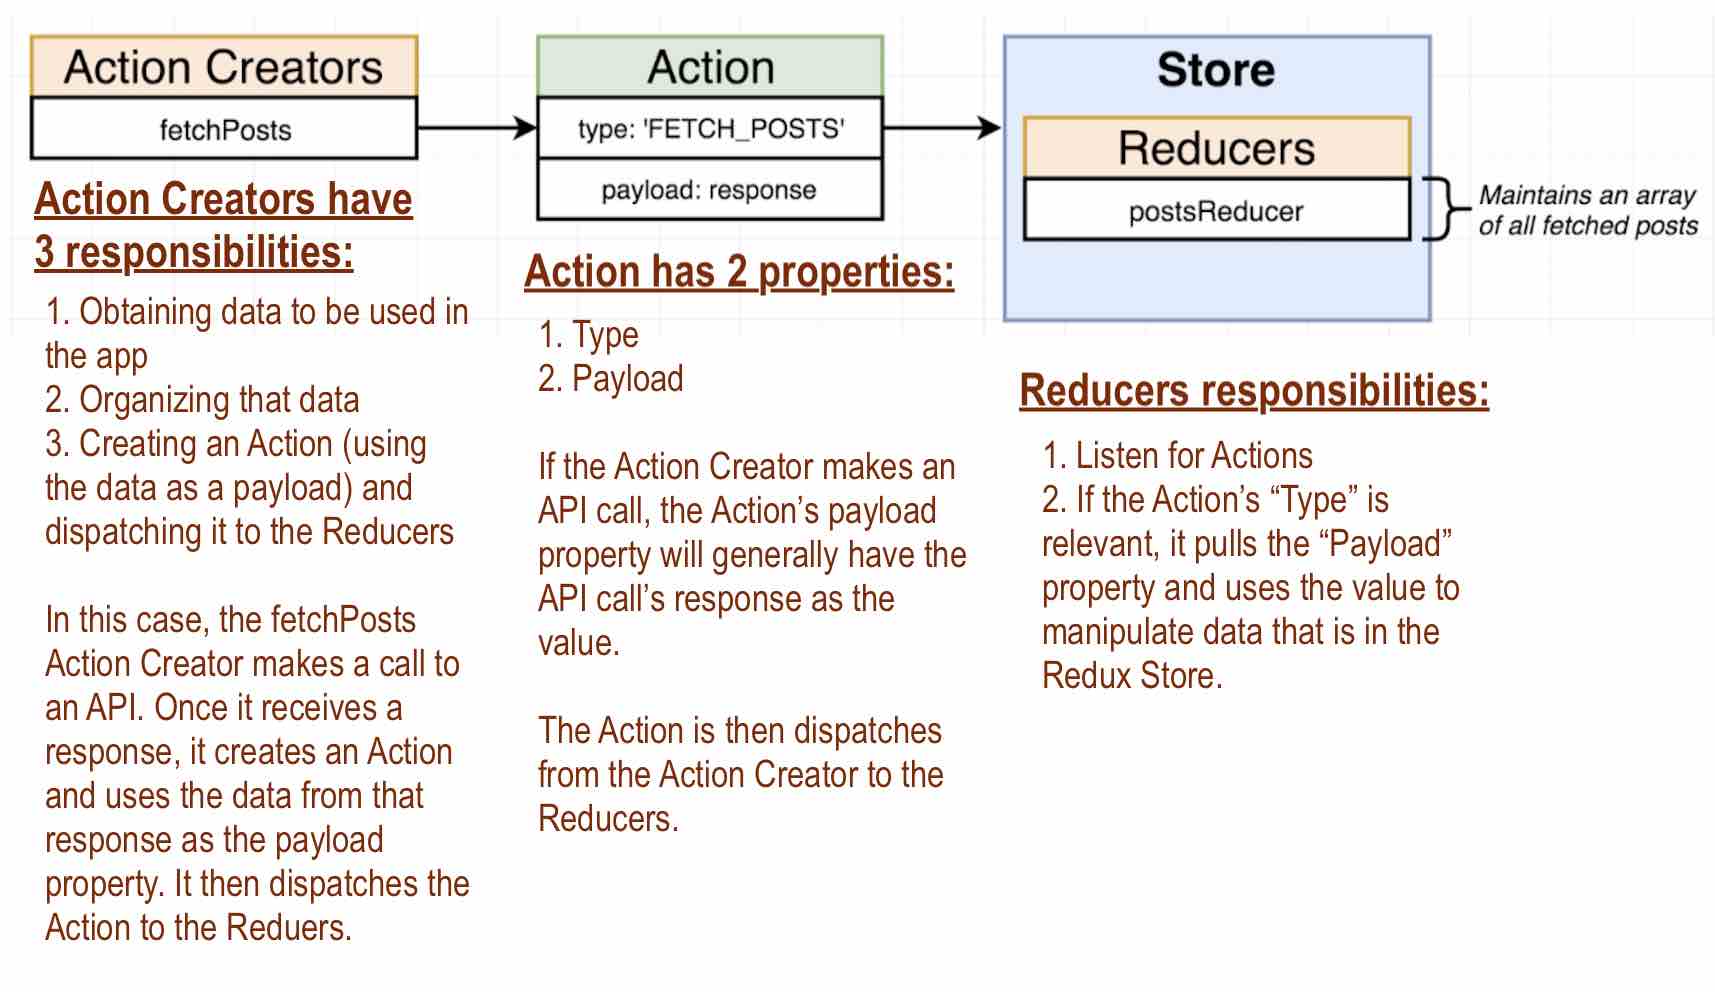 Action Creators
fetchPosts
Action Creators have
3 responsibilities:
1. Obtaining data to be used in
the app
2. Organizing that data
3. Creating an Action (using
the data as a payload) and
dispatching it to the Reducers
In this case, the fetchPosts
Action Creator makes a call to
an API. Once it receives a
response, it creates an Action
and uses the data from that
response as the payload
property. It then dispatches the
Action to the Reduers.
Action
type: 'FETCH_POSTS'
payload: response
Action has 2 properties:
1. Type
2. Payload
If the Action Creator makes an
API call, the Action’s payload
property will generally have the
API call’s response as the
value.
The Action is then dispatches
from the Action Creator to the
Reducers.
Store
Reducers
postsReducer
Maintains an array
of all fetched posts
Reducers responsibilities:
1. Listen for Actions
2. If the Action’s “Type” is
relevant, it pulls the “Payload”
property and uses the value to
manipulate data that is in the
Redux Store.